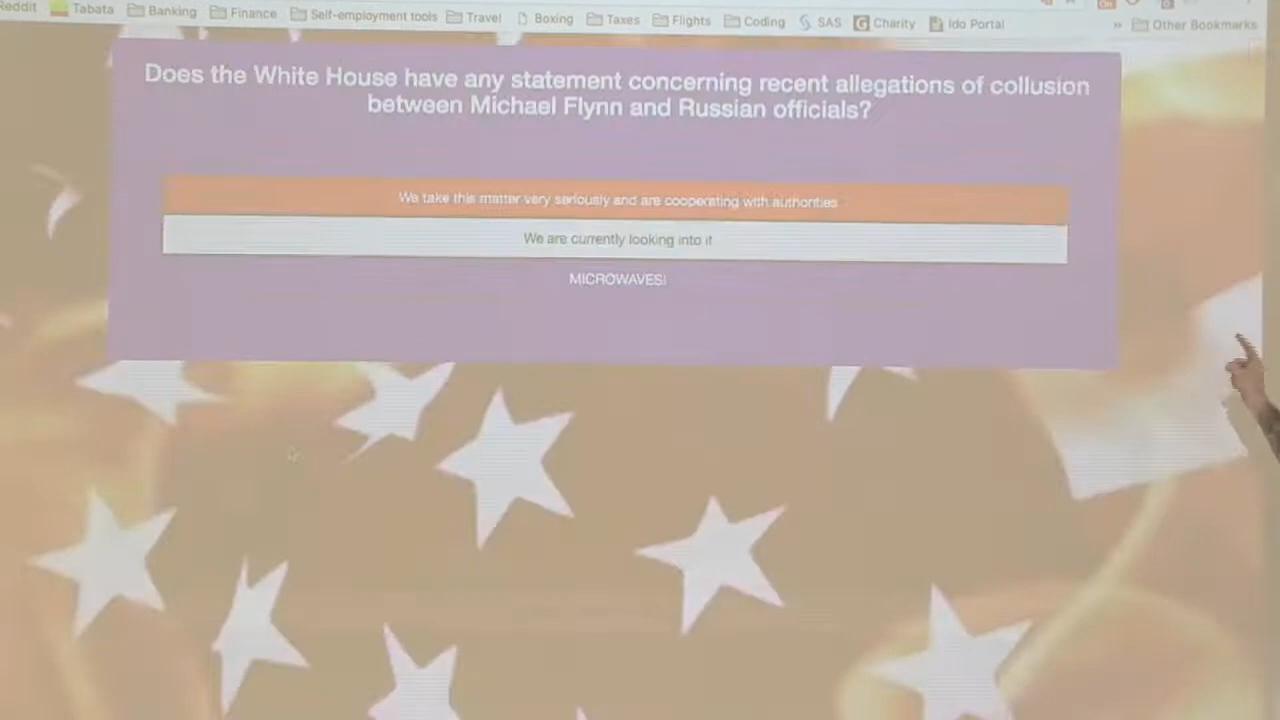 Reddit Tabata Banking Finance Self-employment tools Travel Boxing Taxes Flights Coding SAS Charity Ido Portal » Other Bookmarks
Does the White House have any statement concerning recent allegations of collusion
between Michael Flynn and Russian officials?
We take this matter very seriously and are cooperating with authorities
We are currently looking into it
MICROWAVES!